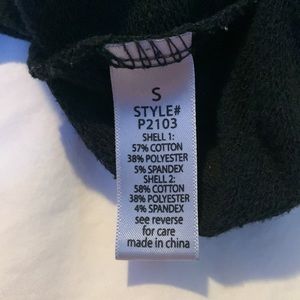 S
STYLE#
P2103
SHELL 1:
57% COTTON
38% POLYESTER
5% SPANDEX
SHELL 2:
58% COTTON
38% POLYESTER
4% SPANDEX
see reverse
for care
made in china